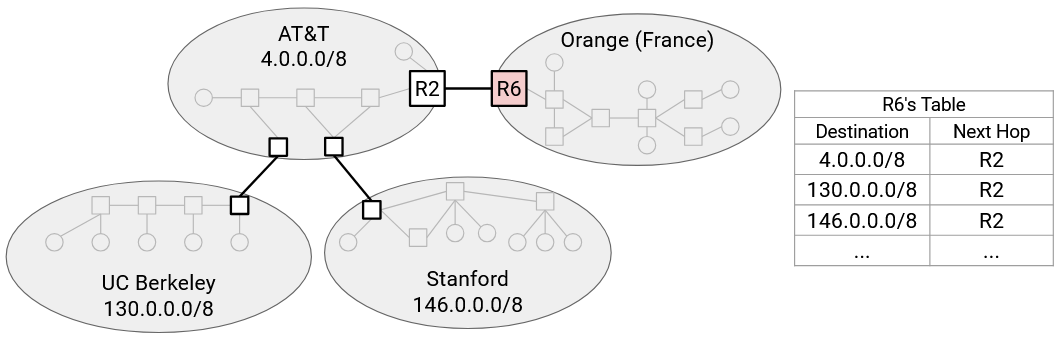 AT&T
4.0.0.0/8
R2
R6
Orange (France)
UC Berkeley
130.0.0.0/8
Stanford
146.0.0.0/8
R6's Table
Destination Next Hop
4.0.0.0/8 R2
130.0.0.0/8 R2
146.0.0.0/8 R2
... ...